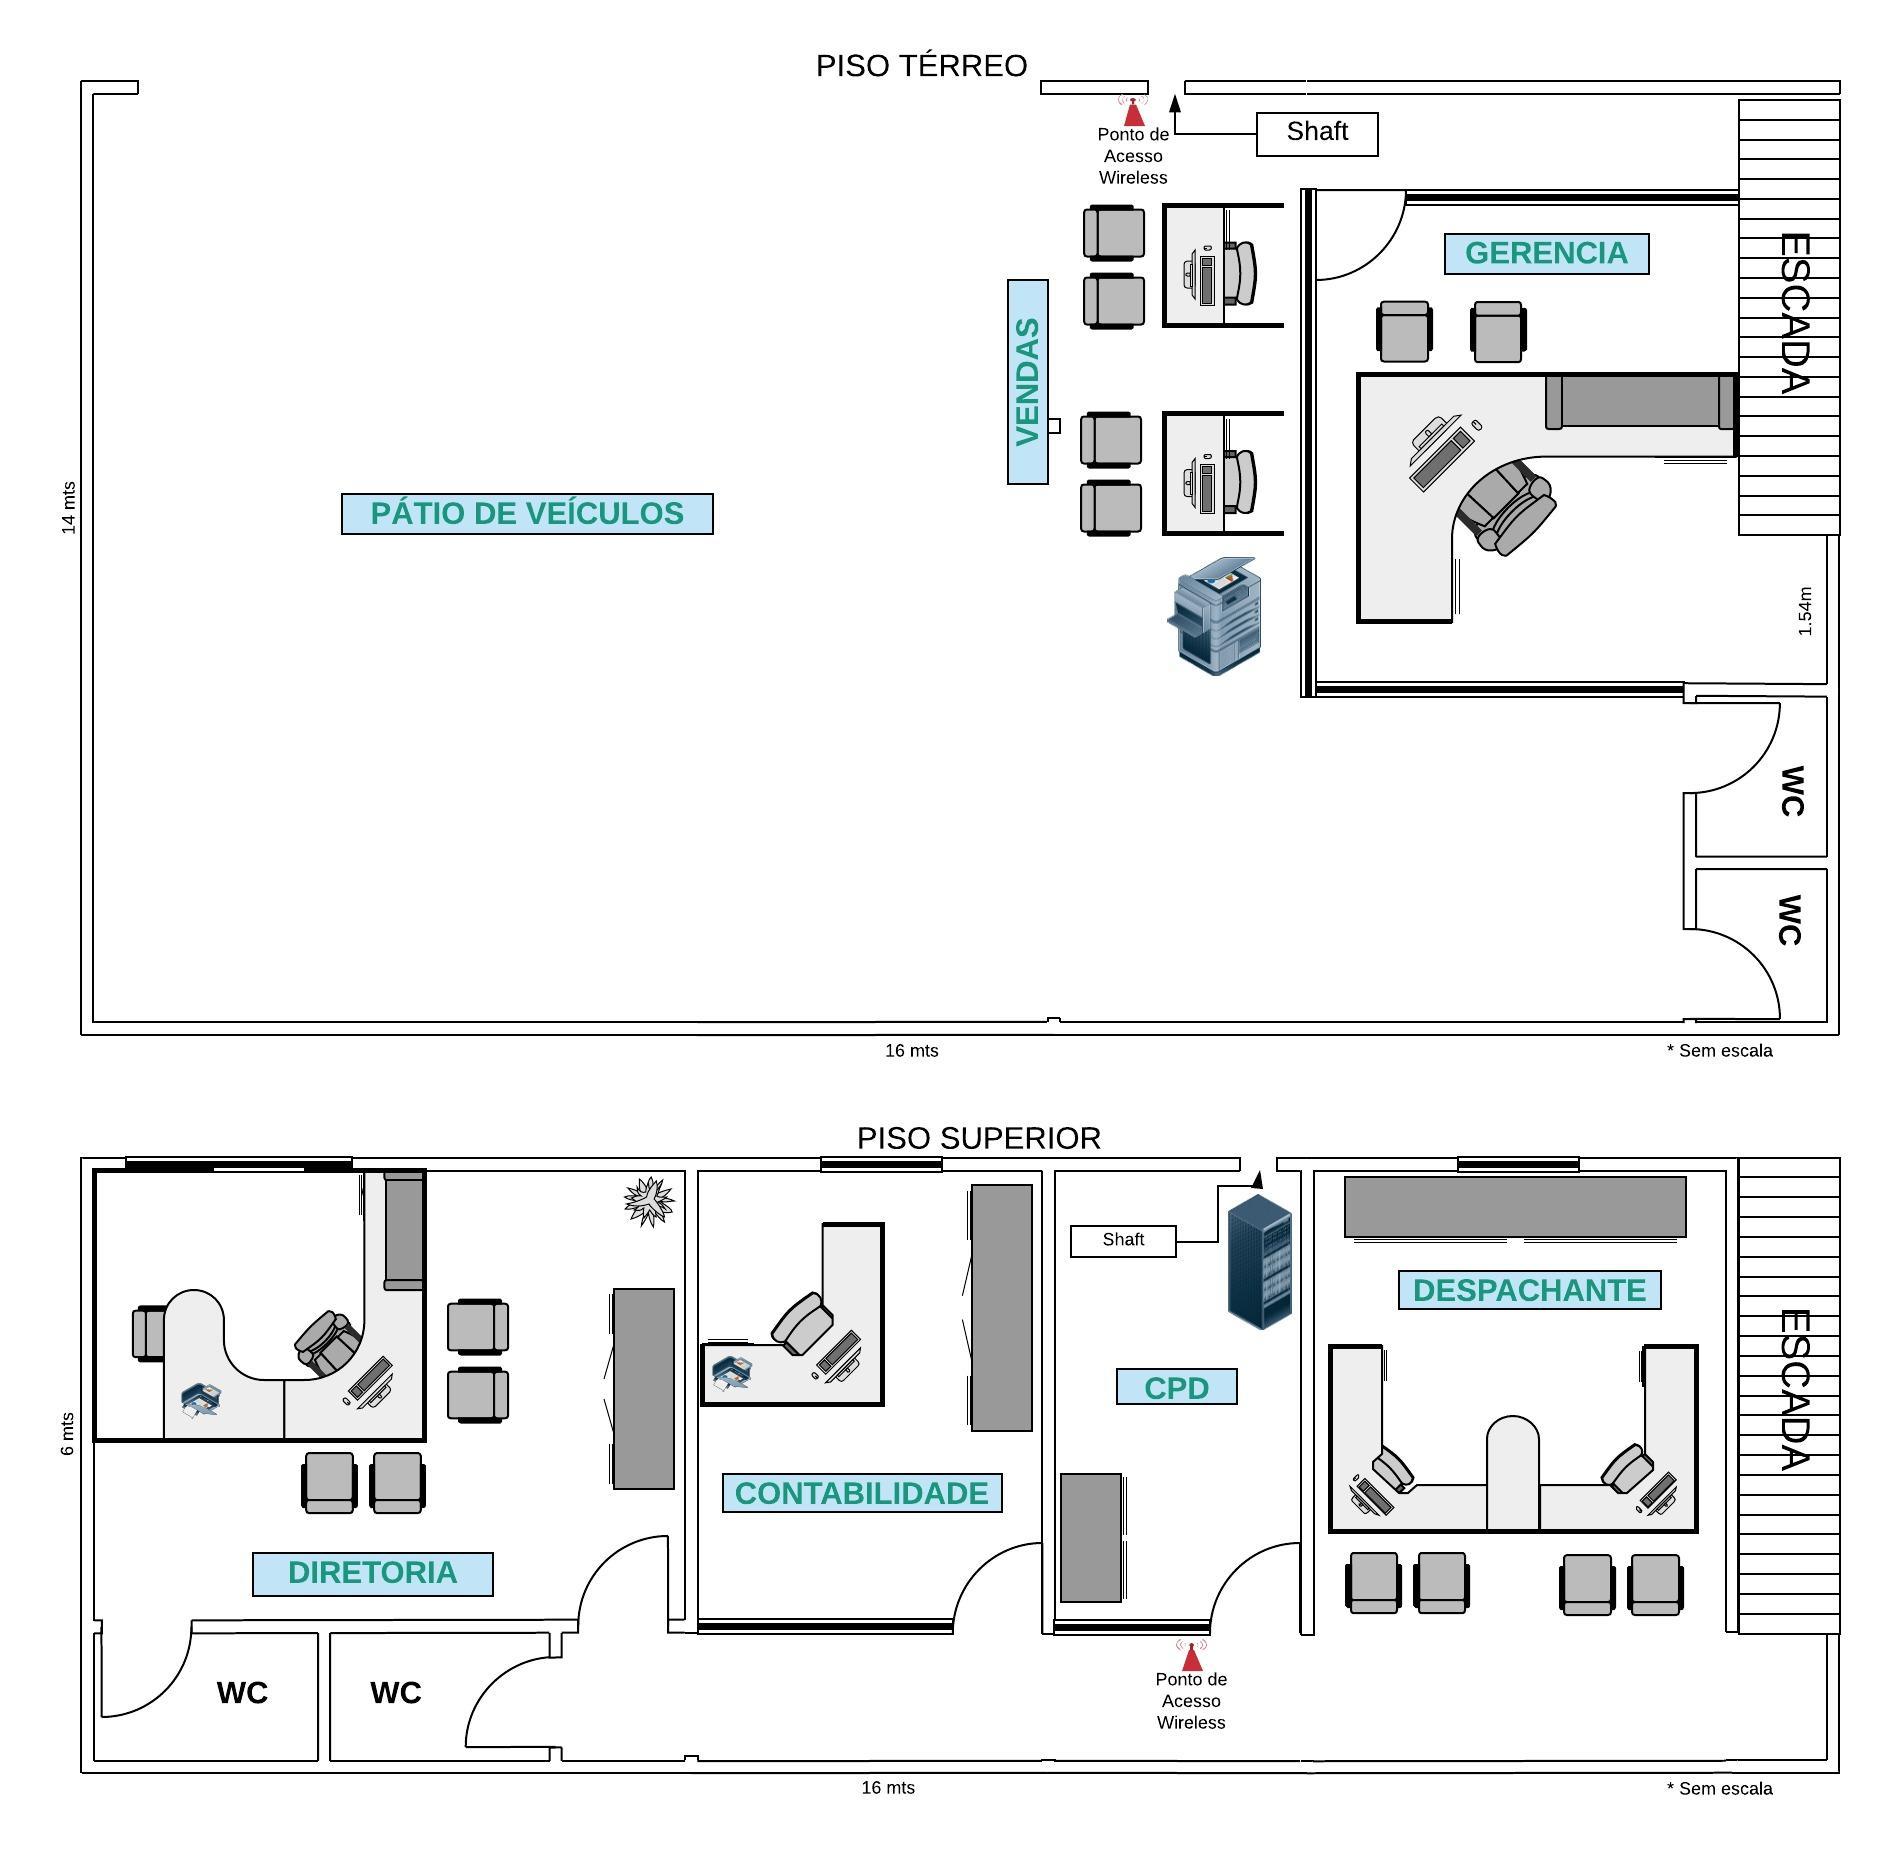 PISO TÉRREO
Ponto de
Acesso
Wireless
Shaft
GERENCIA
ESCADA
VENDAS
14 mts
PÁTIO DE VEÍCULOS
1.54m
WC
WC
16 mts
* Sem escala
PISO SUPERIOR
Shaft
DESPACHANTE
ESCADA
CPD
6 mts
CONTABILIDADE
DIRETORIA
WC
WC
Ponto de
Acesso
Wireless
16 mts
* Sem escala